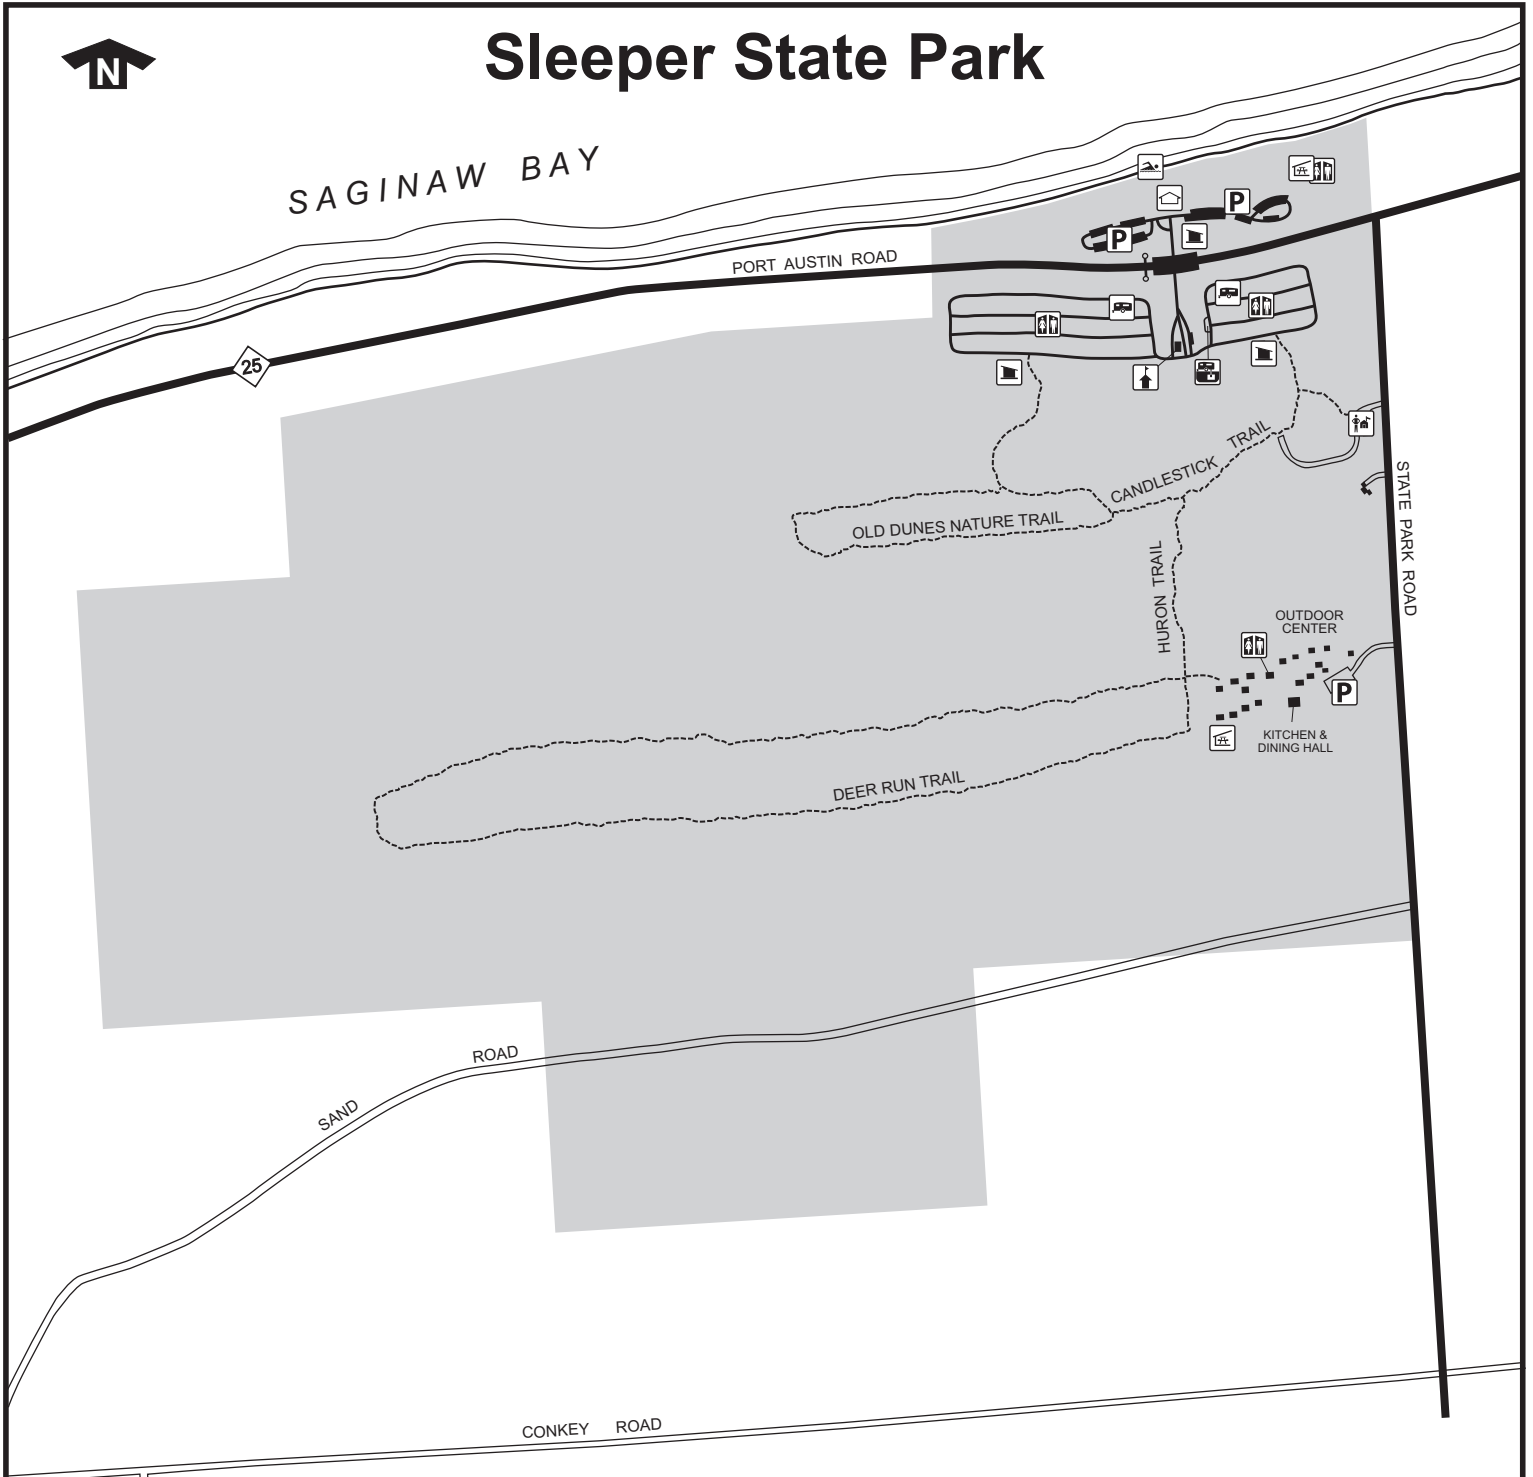 Sleeper State Park
N
SAGINAW BAY
P
P
PORT AUSTIN ROAD
25
CANDLESTICK TRAIL
OLD DUNES NATURE TRAIL
STATE PARK ROAD
HURON TRAIL
OUTDOOR
CENTER
P
KITCHEN &
DINING HALL
DEER RUN TRAIL
SAND ROAD
CONKEY ROAD